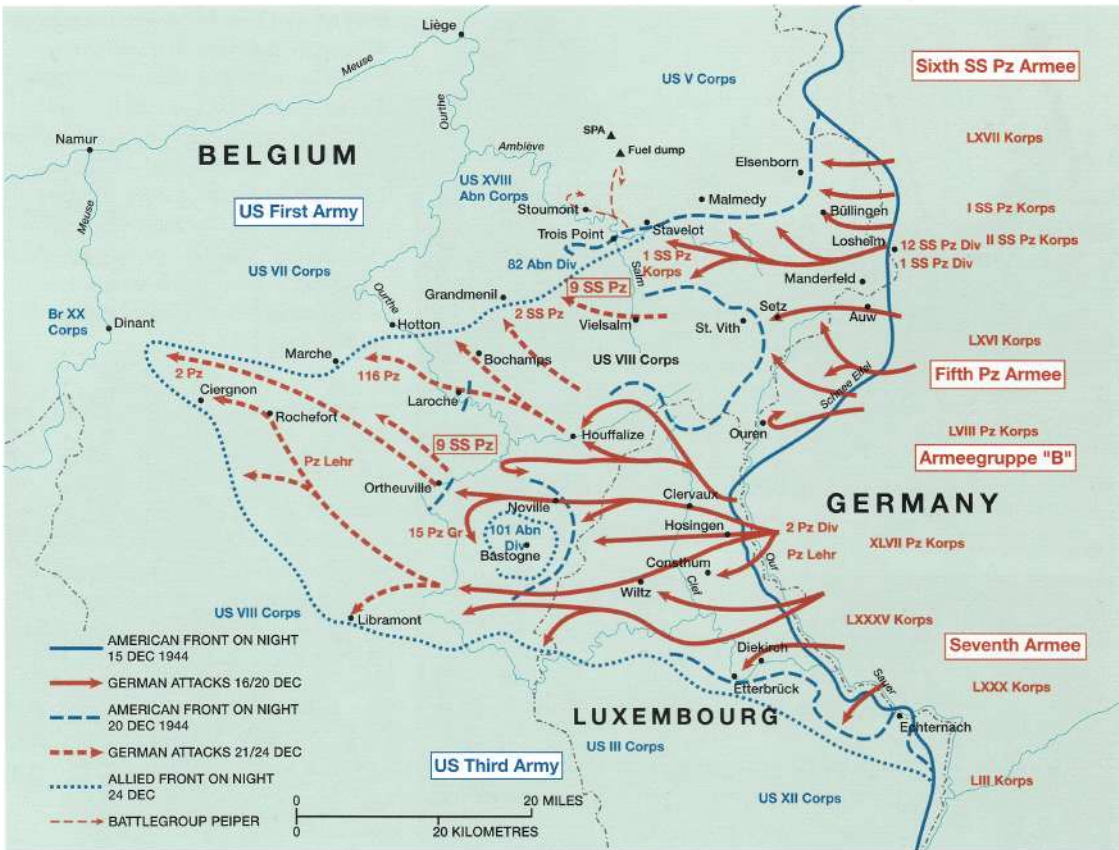 Liège
Meuse
Namur
BELGIUM
Ourthe
Amblève
US V Corps
Sixth SS Pz Armee
LXVII Korps
SPA
Fuel dump
Elsenborn
US XVIII
Abn Corps
Malmedy
US First Army
Stoumont
Büllingen
I SS Pz Korps
Stavelot
Trois Point
Losheim
12 SS Pz Div
II SS Pz Korps
1 SS Pz Div
Meuse
US VII Corps
82 Abn Div
Salm
1 SS Pz
Korps
Manderfeld
9 SS Pz
Grandmenil
2 SS Pz
Setz
Auw
Br XX
Corps
Dinant
Ourthe
Hotton
Vielsalm
St. Vith
LXVI Korps
Marche
Bochamps
US VIII Corps
2 Pz
116 Pz
Fifth Pz Armee
Ciergnon
Laroche
Schnee Eifel
Rochefort
Ouren
LVIII Pz Korps
9 SS Pz
Houffalize
Armeegruppe "B"
Pz Lehr
Ortheuville
Clervaux
GERMANY
Noville
Hosingen
2 Pz Div
15 Pz Gr
101 Abn
Div
Bastogne
XLVII Pz Korps
Pz Lehr
Consthum
Our
Wiltz
Clef
US VIII Corps
Libramont
LXXXV Korps
Diekirch
Seventh Armee
Etterbrück
Sauer
LXXX Korps
LUXEMBOURG
Echternach
US III Corps
US Third Army
LIII Korps
US XII Corps
AMERICAN FRONT ON NIGHT
15 DEC 1944
GERMAN ATTACKS 16/20 DEC
AMERICAN FRONT ON NIGHT
20 DEC 1944
GERMAN ATTACKS 21/24 DEC
ALLIED FRONT ON NIGHT
24 DEC
BATTLEGROUP PEIPER
0
20 MILES
0
20 KILOMETRES